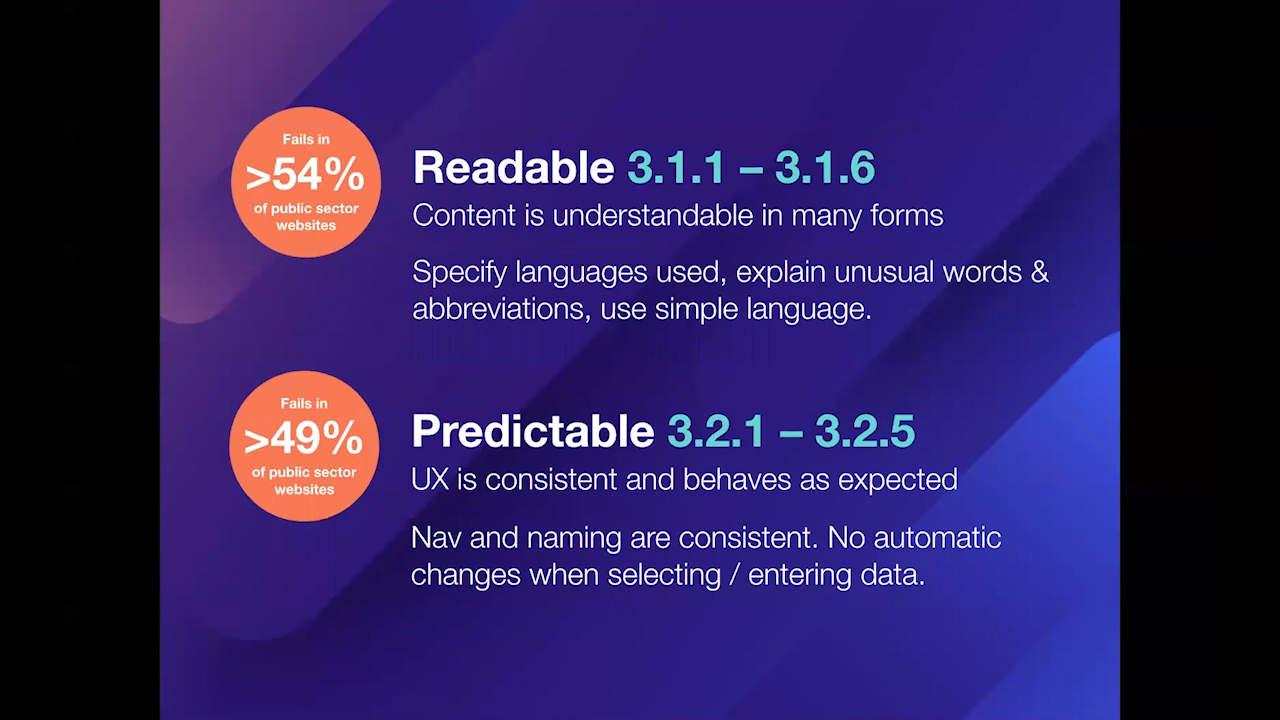 Fails in
>54%
of public sector
websites
Readable 3.1.1 – 3.1.6
Content is understandable in many forms
Specify languages used, explain unusual words &
abbreviations, use simple language.
Fails in
>49%
of public sector
websites
Predictable 3.2.1 – 3.2.5
UX is consistent and behaves as expected
Nav and naming are consistent. No automatic
changes when selecting / entering data.